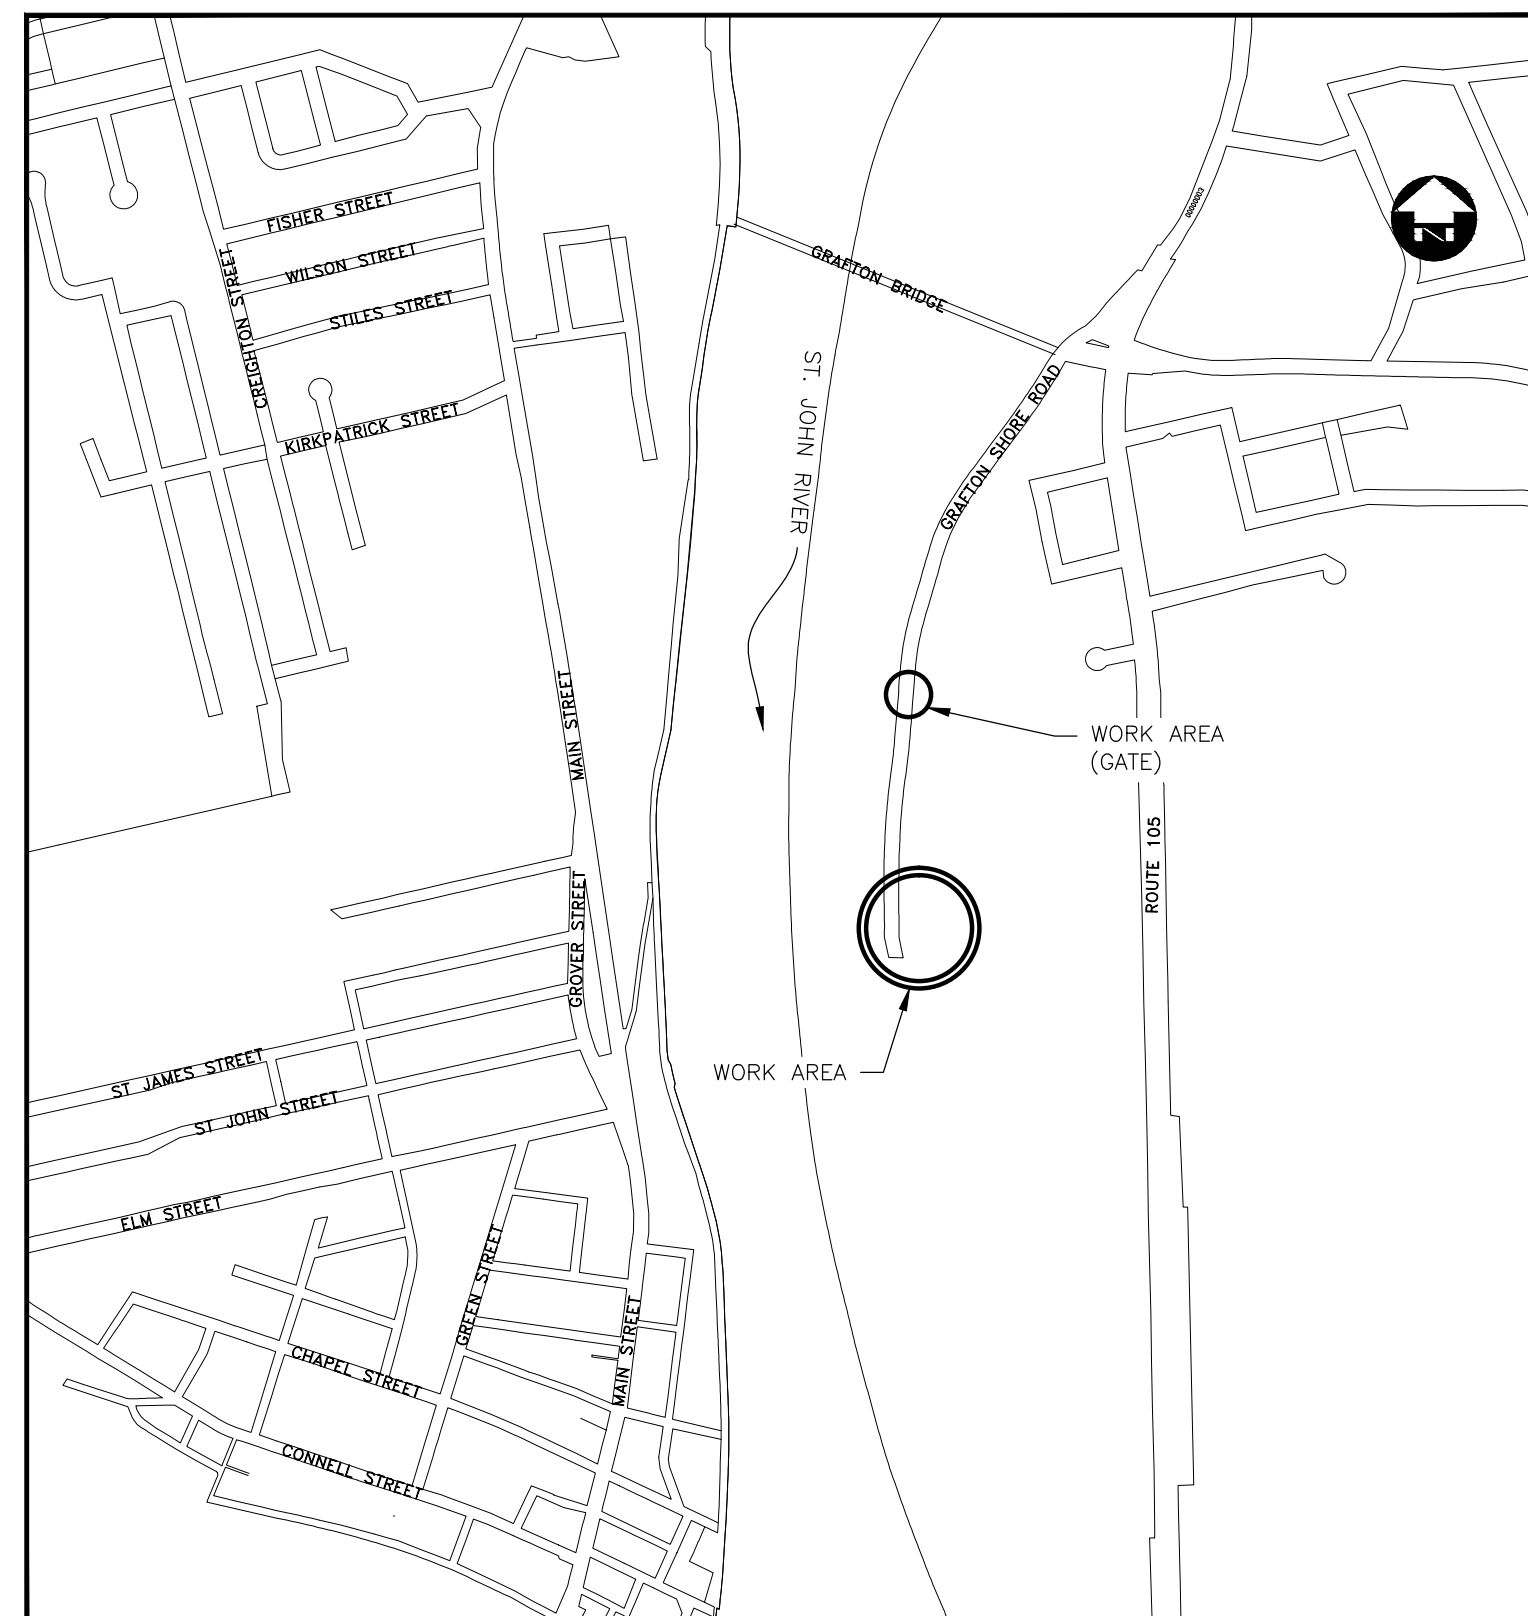 00000003
FISHER STREET
WILSON STREET
STILES STREET
CREIGHTON STREET
KIRKPATRICK STREET
GRAFTON BRIDGE
N
ST. JOHN RIVER
GRAFTON SHORE ROAD
MAIN STREET
WORK AREA
(GATE)
ROUTE 105
GROVER STREET
WORK AREA
ST JAMES STREET
ST JOHN STREET
ELM STREET
GREEN STREET
MAIN STREET
CHAPEL STREET
CONNELL STREET